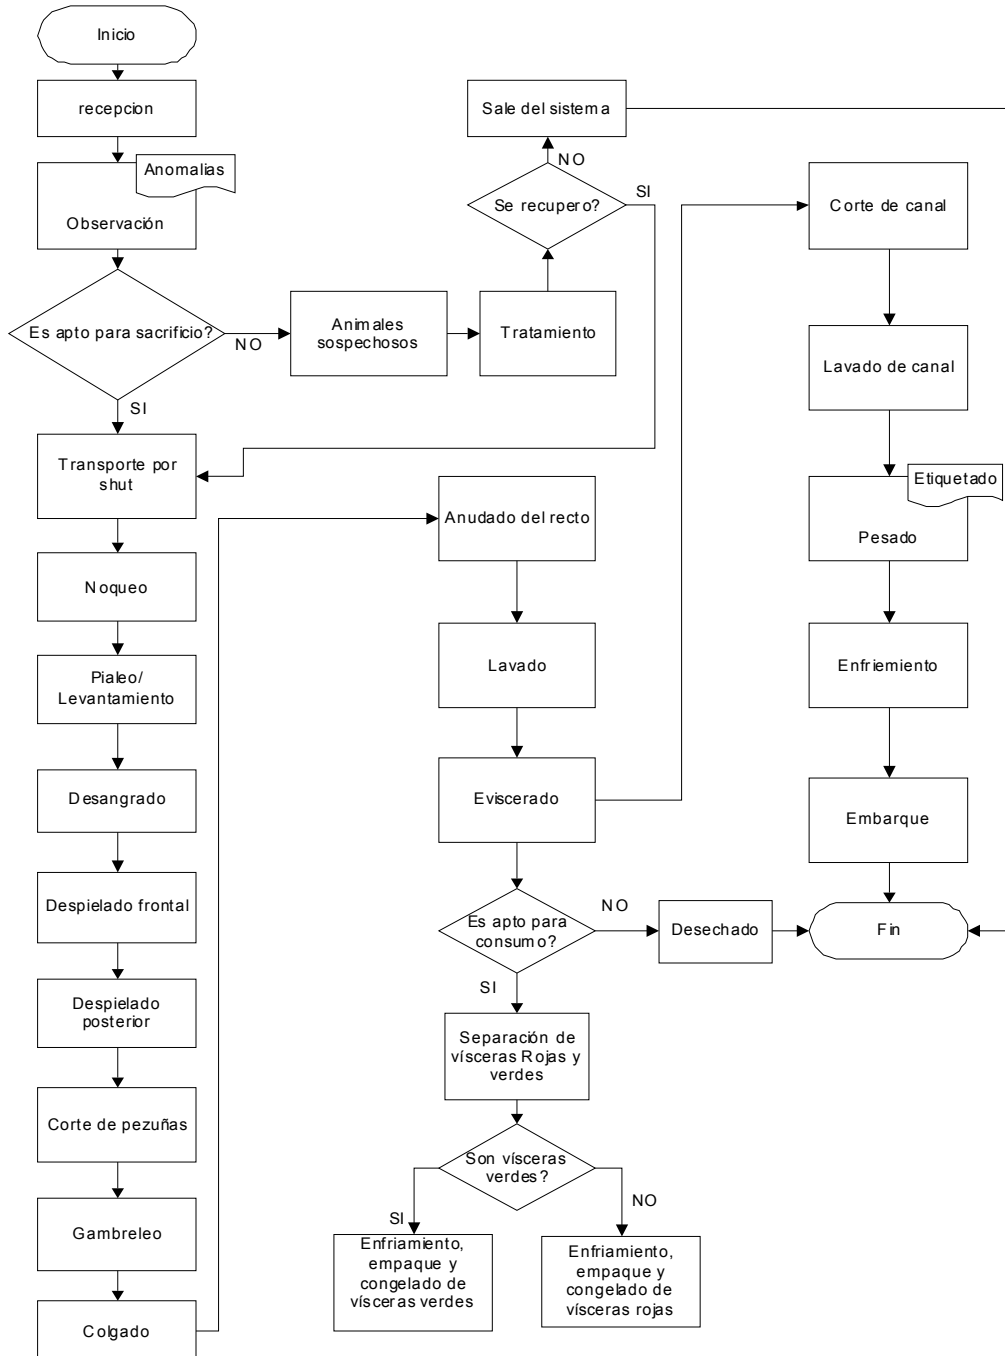 Inicio
recepcion
Anomalias
Observación
Es apto para sacrificio?
NO
SI
Animales
sospechosos
Tratamiento
Se recupero?
NO
SI
Sale del sistema
Transporte por
shut
Noqueo
Pialeo/
Levantamiento
Desangrado
Despielado frontal
Despielado
posterior
Corte de pezuñas
Gambreleo
Colgado
Anudado del recto
Lavado
Eviscerado
Es apto para
consumo?
NO
SI
Desechado
Separación de
vísceras Rojas y
verdes
Son vísceras
verdes?
SI
NO
Enfriamiento,
empaque y
congelado de
vísceras verdes
Enfriamiento,
empaque y
congelado de
vísceras rojas
Corte de canal
Lavado de canal
Etiquetado
Pesado
Enfriemiento
Embarque
Fin